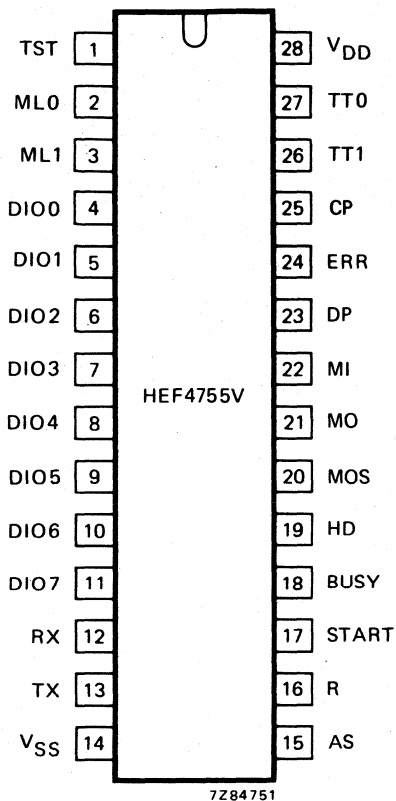 TST 1 28 VDD
ML0 2 27 TT0
ML1 3 26 TT1
DIO0 4 25 CP
DIO1 5 24 ERR
DIO2 6 23 DP
DIO3 7 22 MI
HEF4755V
DIO4 8 21 MO
DIO5 9 20 MOS
DIO6 10 19 HD
DIO7 11 18 BUSY
RX 12 17 START
TX 13 16 R
VSS 14 15 AS
7Z84751